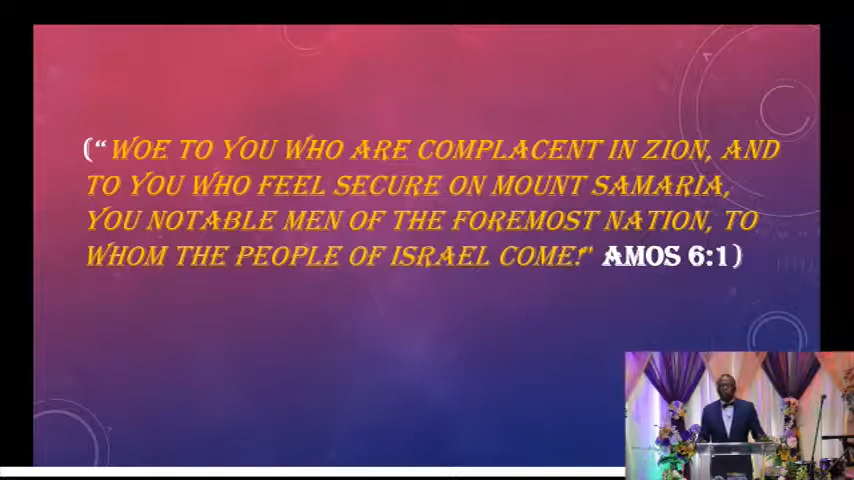 (“WOE TO YOU WHO ARE COMPLACENT IN ZION, AND
TO YOU WHO FEEL SECURE ON MOUNT SAMARIA,
YOU NOTABLE MEN OF THE FOREMOST NATION, TO
WHOM THE PEOPLE OF ISRAEL COME!" AMOS 6:1)